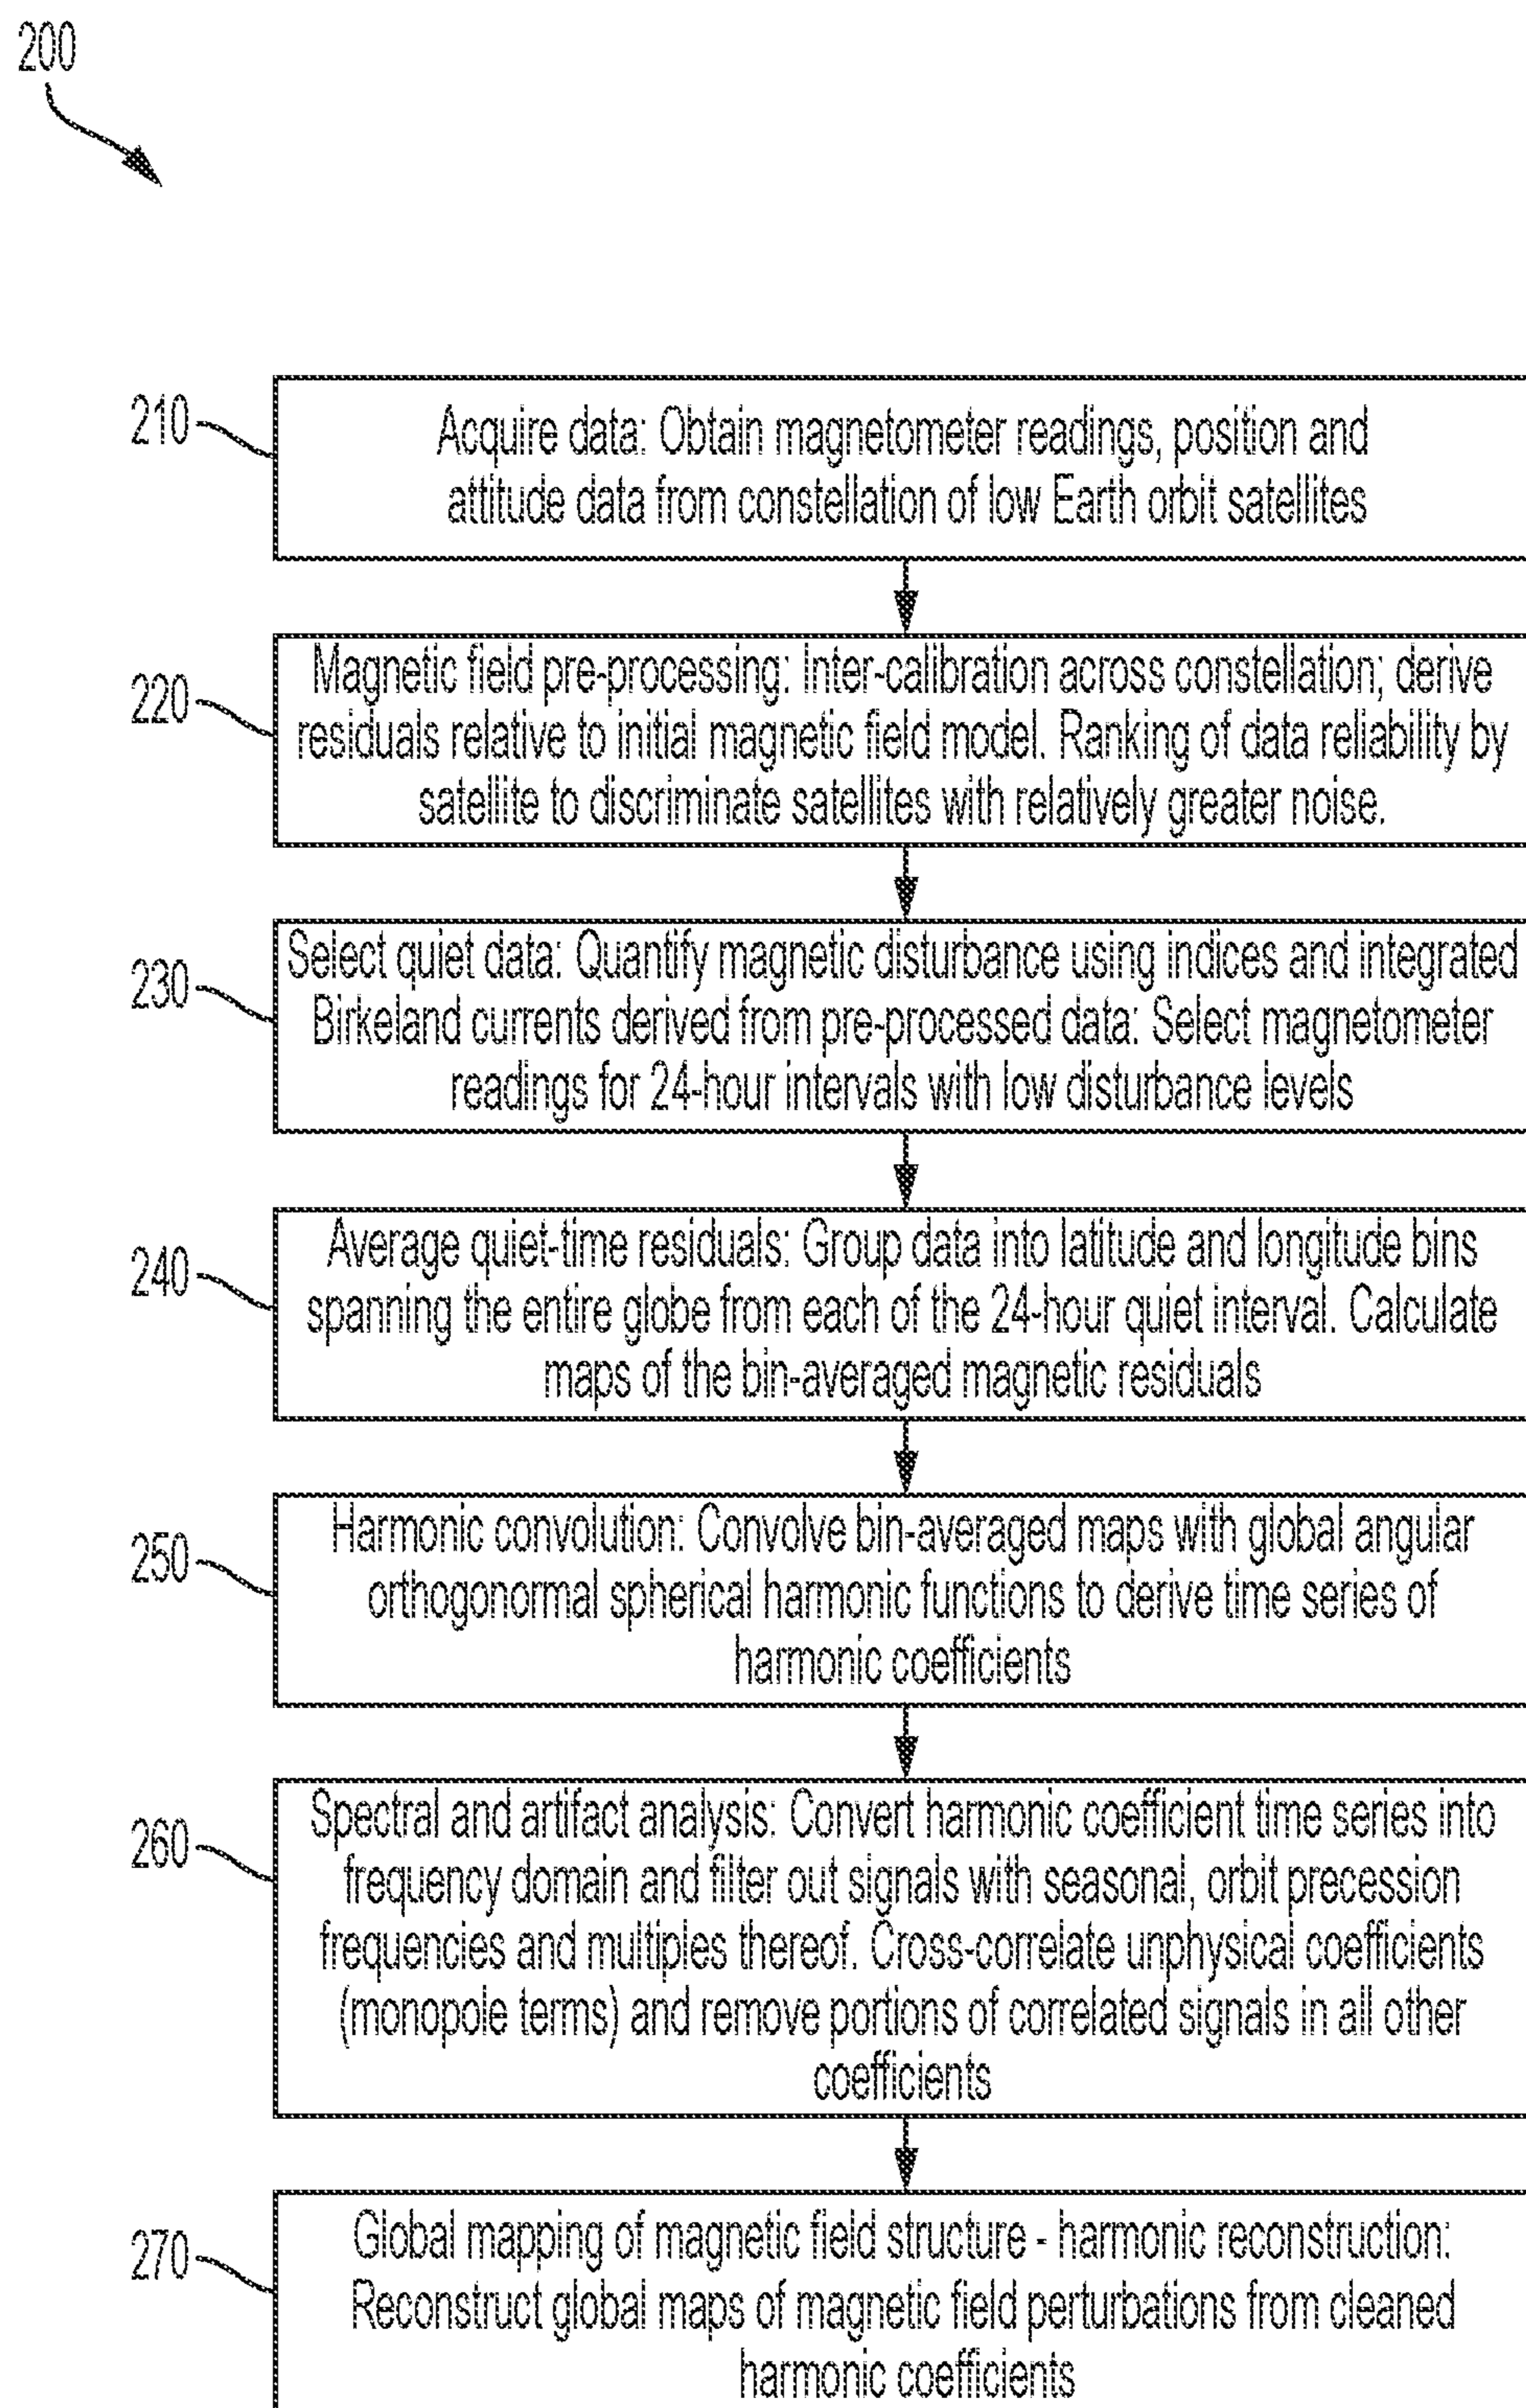 200
210
Acquire data: Obtain magnetometer readings, position and
attitude data from constellation of low Earth orbit satellites
220
Magnetic field pre-processing: Inter-calibration across constellation; derive
residuals relative to initial magnetic field model. Ranking of data reliability by
satellite to discriminate satellites with relatively greater noise.
230
Select quiet data: Quantify magnetic disturbance using indices and integrated
Birkeland currents derived from pre-processed data: Select magnetometer
readings for 24-hour intervals with low disturbance levels
240
Average quiet-time residuals: Group data into latitude and longitude bins
spanning the entire globe from each of the 24-hour quiet interval. Calculate
maps of the bin-averaged magnetic residuals
250
Harmonic convolution: Convolve bin-averaged maps with global angular
orthogonormal spherical harmonic functions to derive time series of
harmonic coefficients
260
Spectral and artifact analysis: Convert harmonic coefficient time series into
frequency domain and filter out signals with seasonal, orbit precession
frequencies and multiples thereof. Cross-correlate unphysical coefficients
(monopole terms) and remove portions of correlated signals in all other
coefficients
270
Global mapping of magnetic field structure - harmonic reconstruction:
Reconstruct global maps of magnetic field perturbations from cleaned
harmonic coefficients